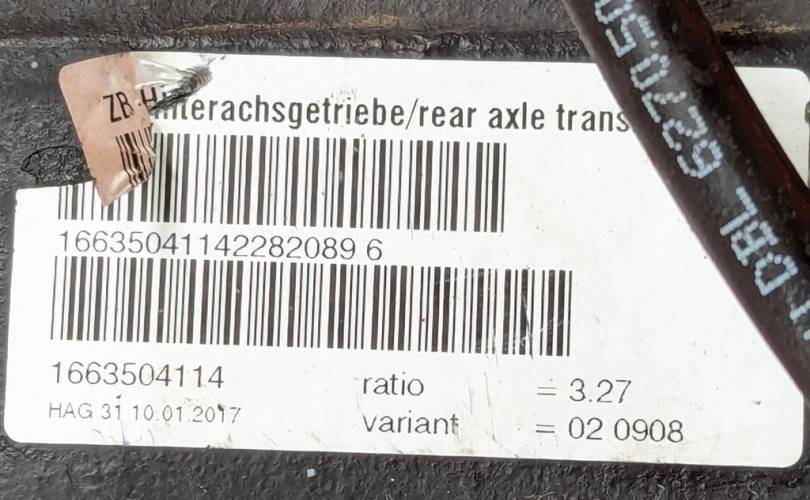 ZB-Hinterachsgetriebe/rear axle trans
16635041142282089 6
1663504114
HAG 31 10.01.2017
ratio = 3.27
variant = 02 0908
DBL 6270 50